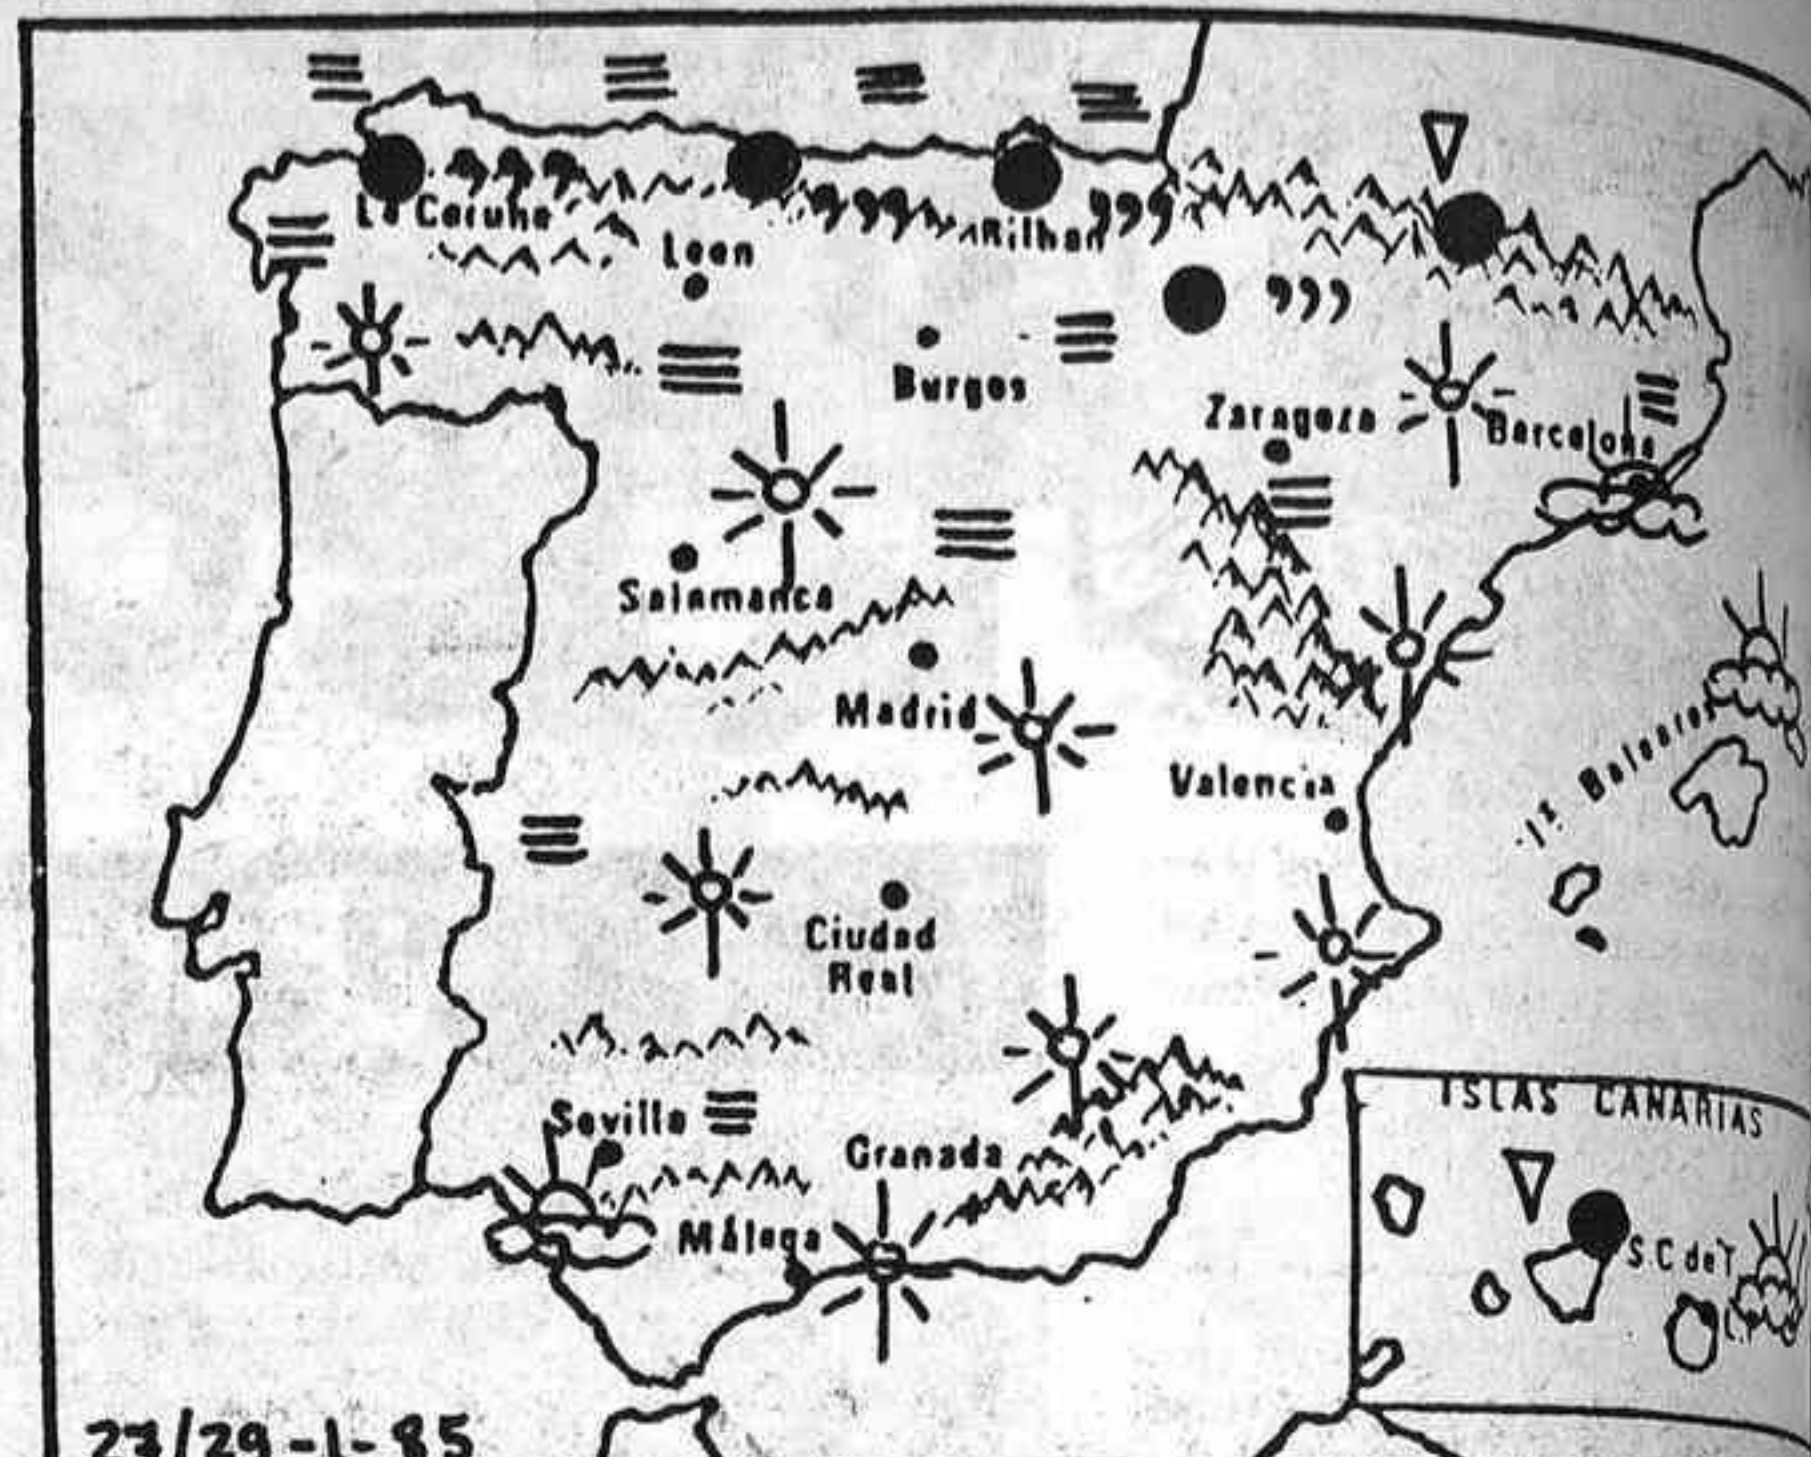 La Coruña
Leon
Bilbao
Burgos
Zaragoza
Barcelona
Salamanca
Madrid
Valencia
Is. Baleares
Ciudad
Real
Sevilla
Granada
Málaga
ISLAS CANARIAS
S.C de T
27/29-1-85